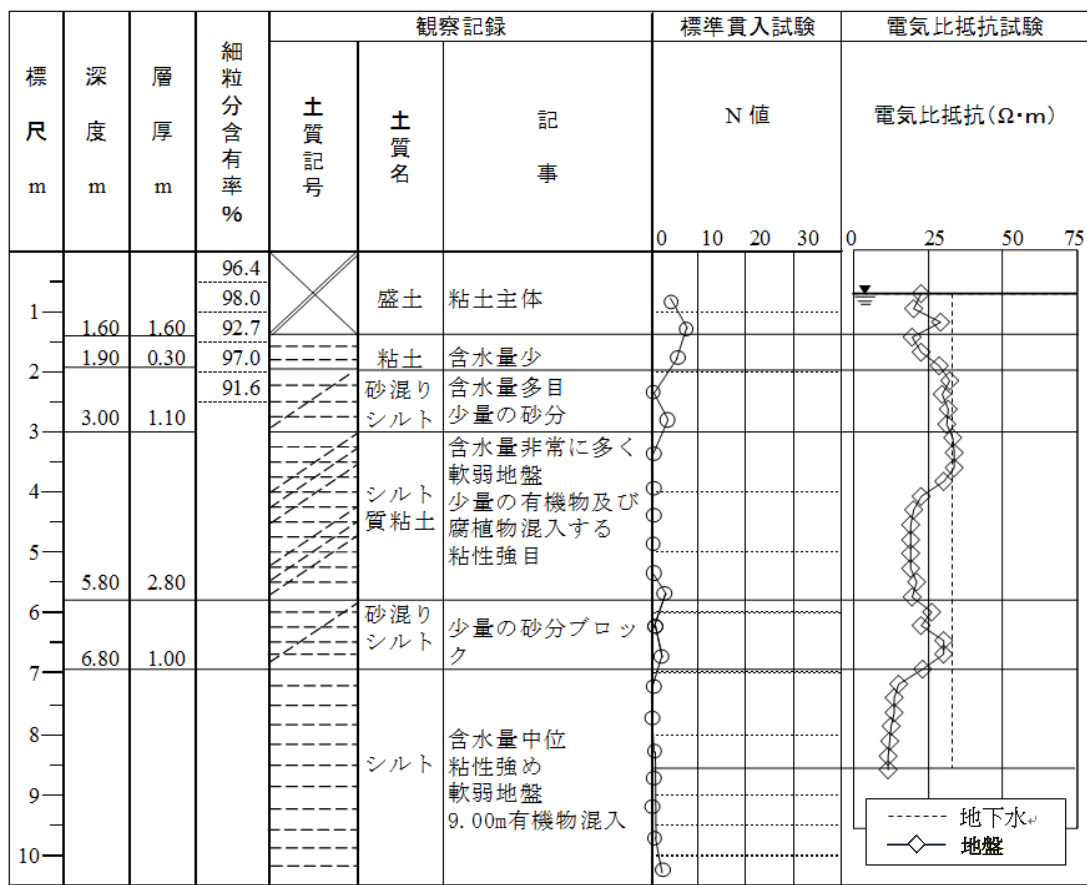 標尺 m
深度 m
層厚 m
細粒分含有率 %
観察記録
土質記号
土質名
記事
標準貫入試験
N 値
0 10 20 30
電気比抵抗試験
電気比抵抗(Ω・m)
0 25 50 75
96.4
98.0
92.7
97.0
91.6
1
2
3
4
5
6
7
8
9
10
1.60 1.60
盛土 粘土主体
1.90 0.30
粘土 含水量少
3.00 1.10
砂混り
シルト
含水量多目
少量の砂分
5.80 2.80
シルト
質粘土
含水量非常に多く
軟弱地盤
少量の有機物及び
腐植物混入する
粘性強目
6.80 1.00
砂混り
シルト
少量の砂分ブロッ
ク
シルト
含水量中位
粘性強め
軟弱地盤
9.00m有機物混入
地下水
地盤